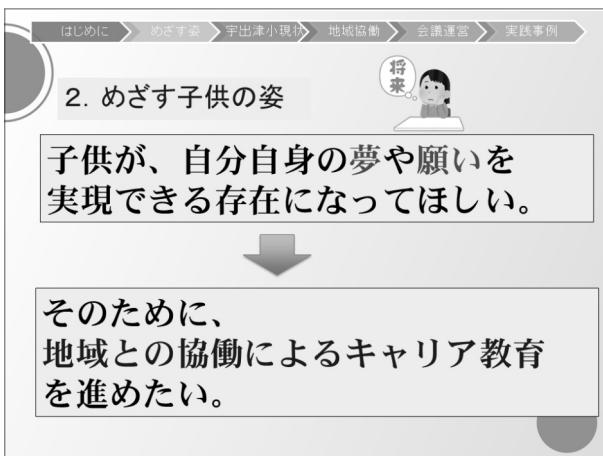 はじめに めざす姿 宇出津小現状 地域協働 会議運営 実践事例
将来
2. めざす子供の姿
子供が、自分自身の夢や願いを
実現できる存在になってほしい。
そのために、
地域との協働によるキャリア教育
を進めたい。